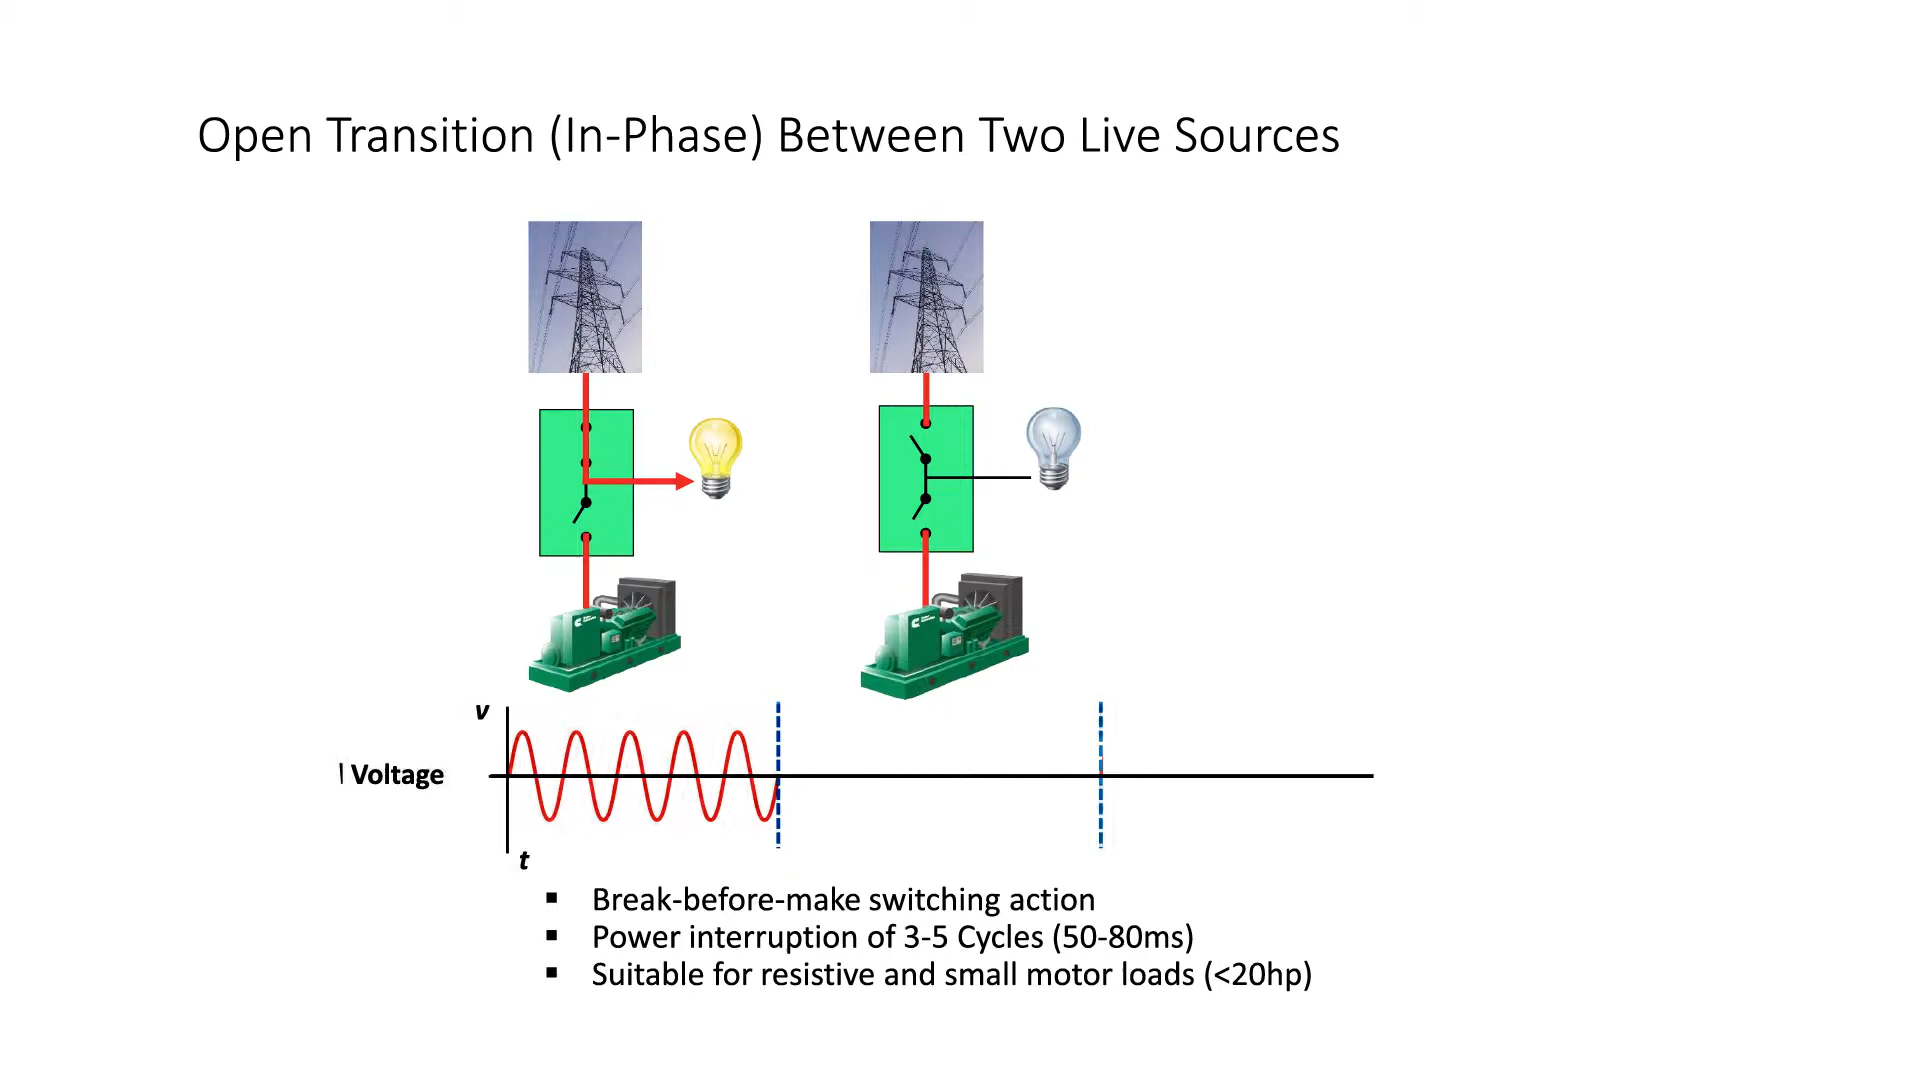 Open Transition (In-Phase) Between Two Live Sources
v
Voltage
t
▪ Break-before-make switching action
▪ Power interruption of 3-5 Cycles (50-80ms)
▪ Suitable for resistive and small motor loads (<20hp)